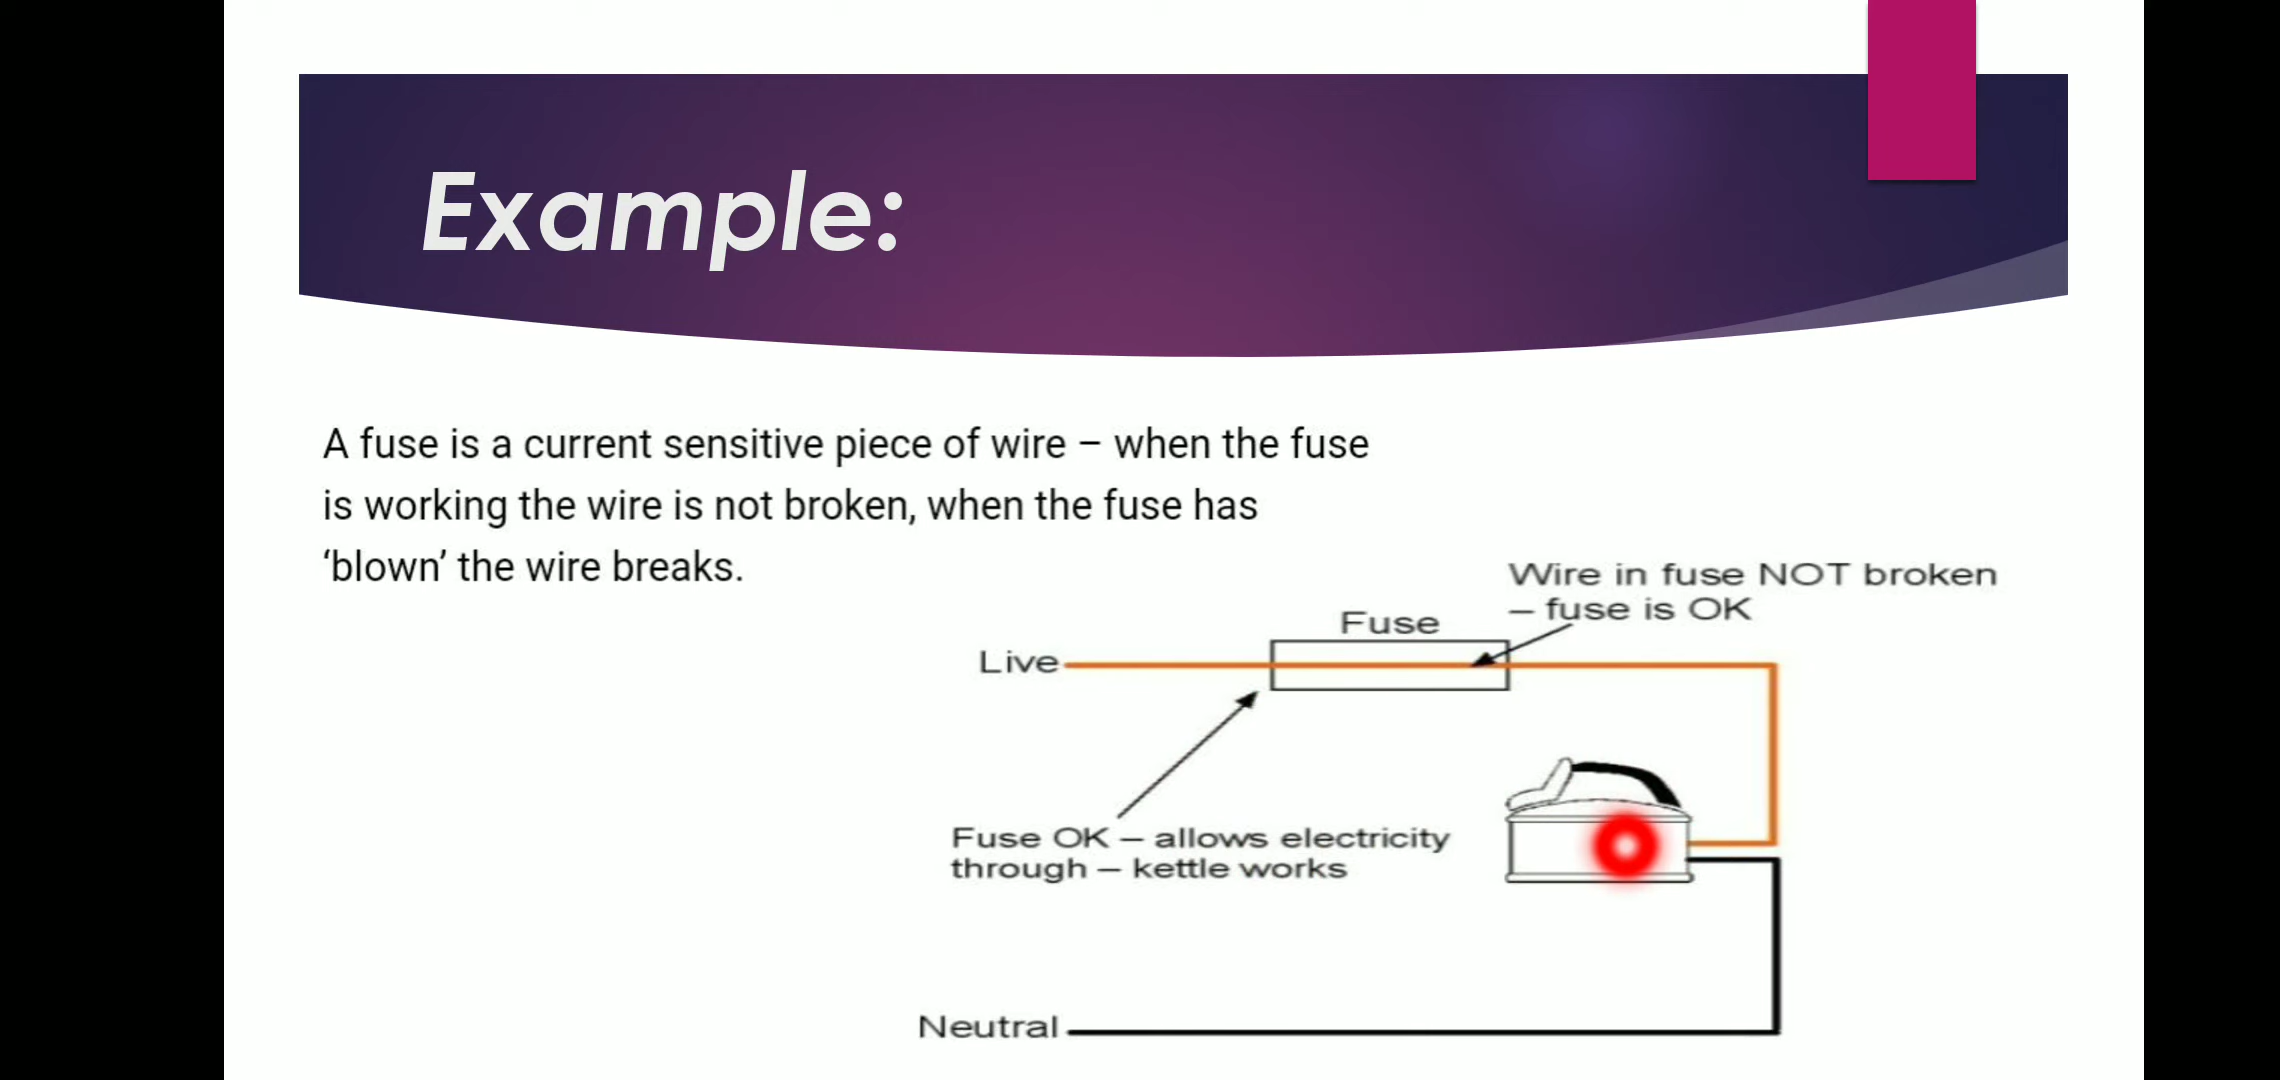 Example:
A fuse is a current sensitive piece of wire – when the fuse
is working the wire is not broken, when the fuse has
‘blown’ the wire breaks.
Wire in fuse NOT broken
– fuse is OK
Fuse
Live
Fuse OK – allows electricity
through – kettle works
Neutral